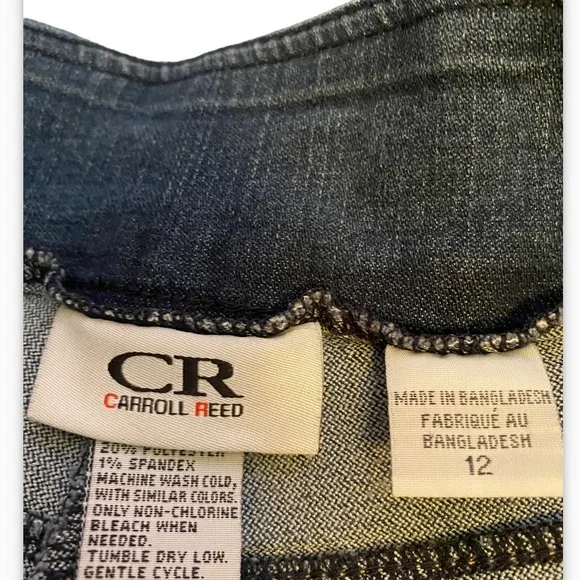 CR
CARROLL REED
20% POLYESTER
1% SPANDEX
MACHINE WASH COLD,
WITH SIMILAR COLORS.
ONLY NON-CHLORINE
BLEACH WHEN
NEEDED.
TUMBLE DRY LOW.
GENTLE CYCLE.
MADE IN BANGLADESH
FABRIQUÉ AU
BANGLADESH
12